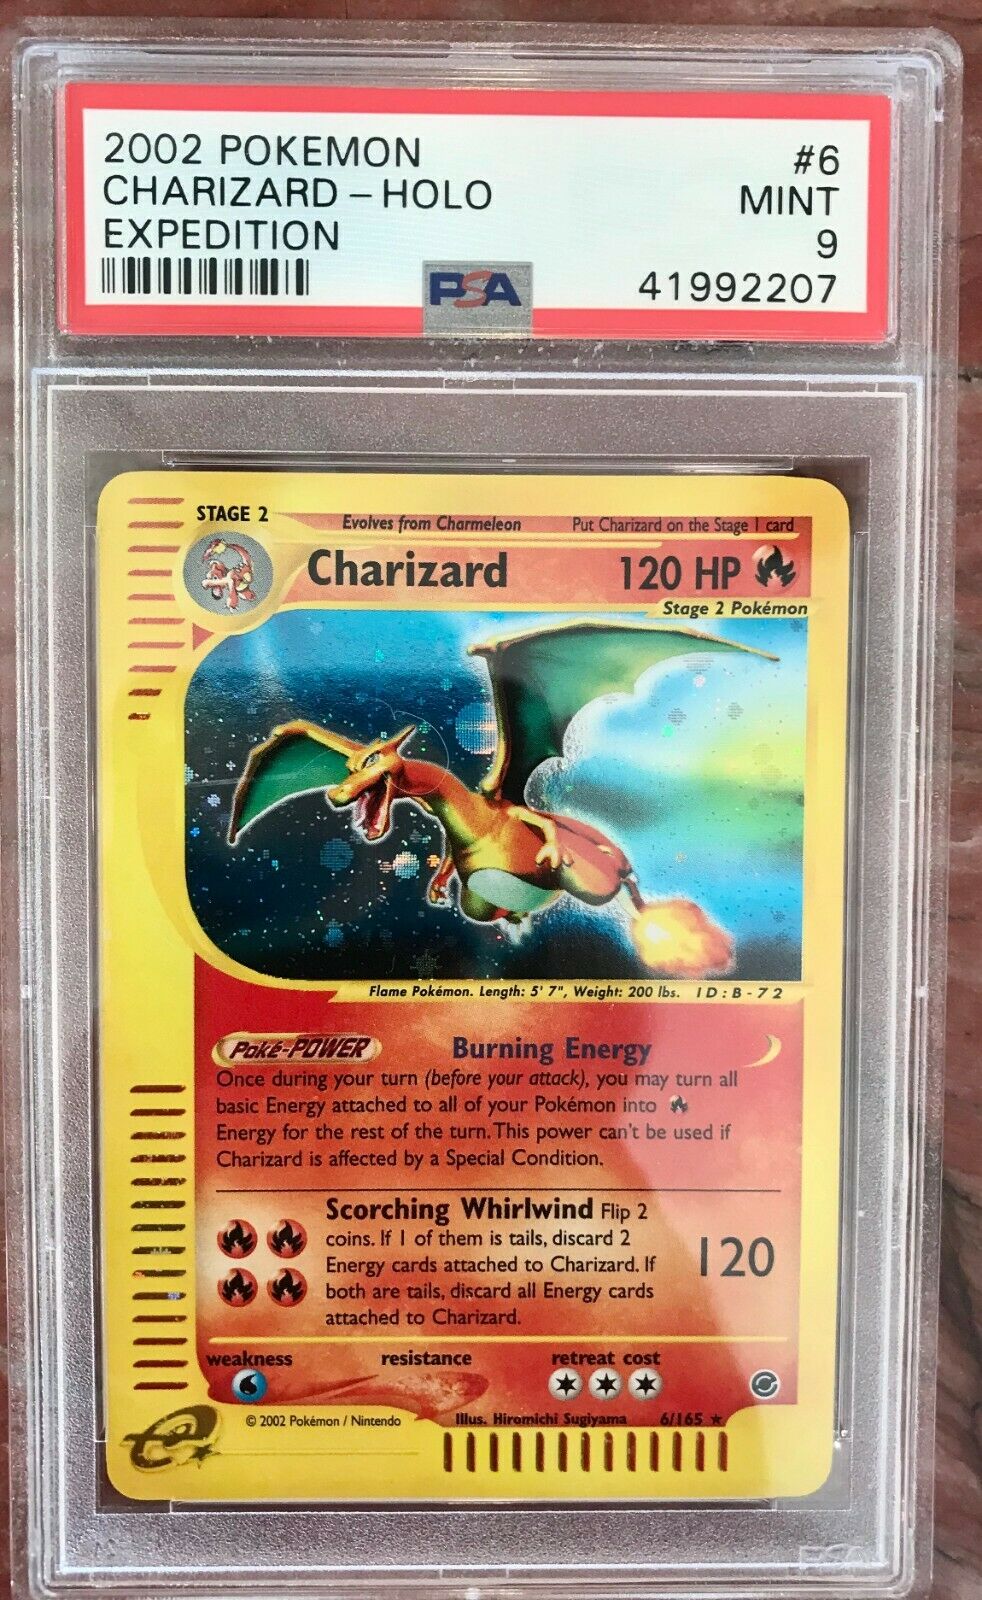 2002 POKEMON #6
CHARIZARD - HOLO MINT
EXPEDITION 9
PSA 41992207
STAGE 2
Evolves from Charmeleon Put Charizard on the Stage 1 card
Charizard 120 HP
Stage 2 Pokémon
Flame Pokémon. Length: 5' 7", Weight: 200 lbs. ID:B-72
Poké-POWER Burning Energy
Once during your turn (before your attack), you may turn all
basic Energy attached to all of your Pokémon into
Energy for the rest of the turn. This power can't be used if
Charizard is affected by a Special Condition.
Scorching Whirlwind Flip 2
coins. If 1 of them is tails, discard 2
Energy cards attached to Charizard. If
both are tails, discard all Energy cards
attached to Charizard.
120
weakness resistance retreat cost
© 2002 Pokémon / Nintendo Illus. Hiromichi Sugiyama 6/165 ★
e
PSA